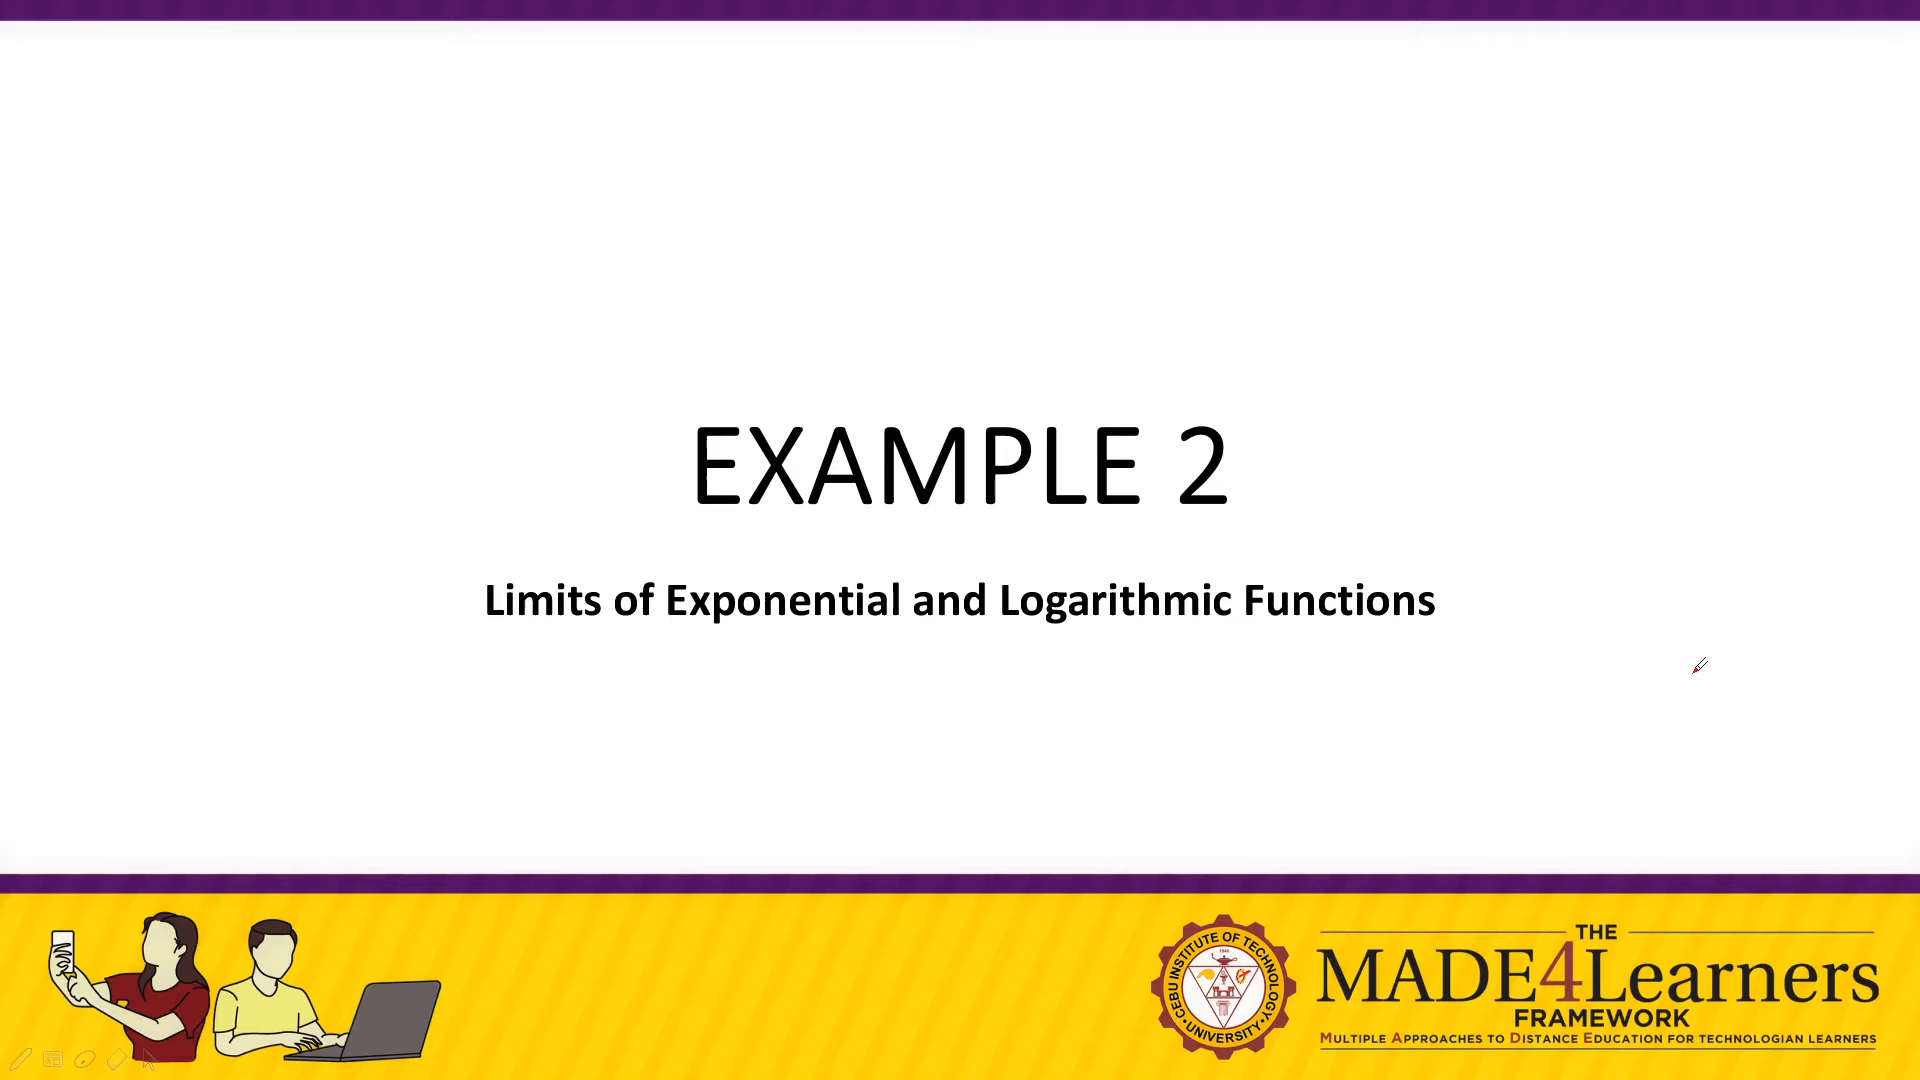 EXAMPLE 2
Limits of Exponential and Logarithmic Functions
CEBU INSTITUTE OF TECHNOLOGY
• UNIVERSITY •
1946
THE
MADE4Learners
FRAMEWORK
MULTIPLE APPROACHES TO DISTANCE EDUCATION FOR TECHNOLOGIAN LEARNERS